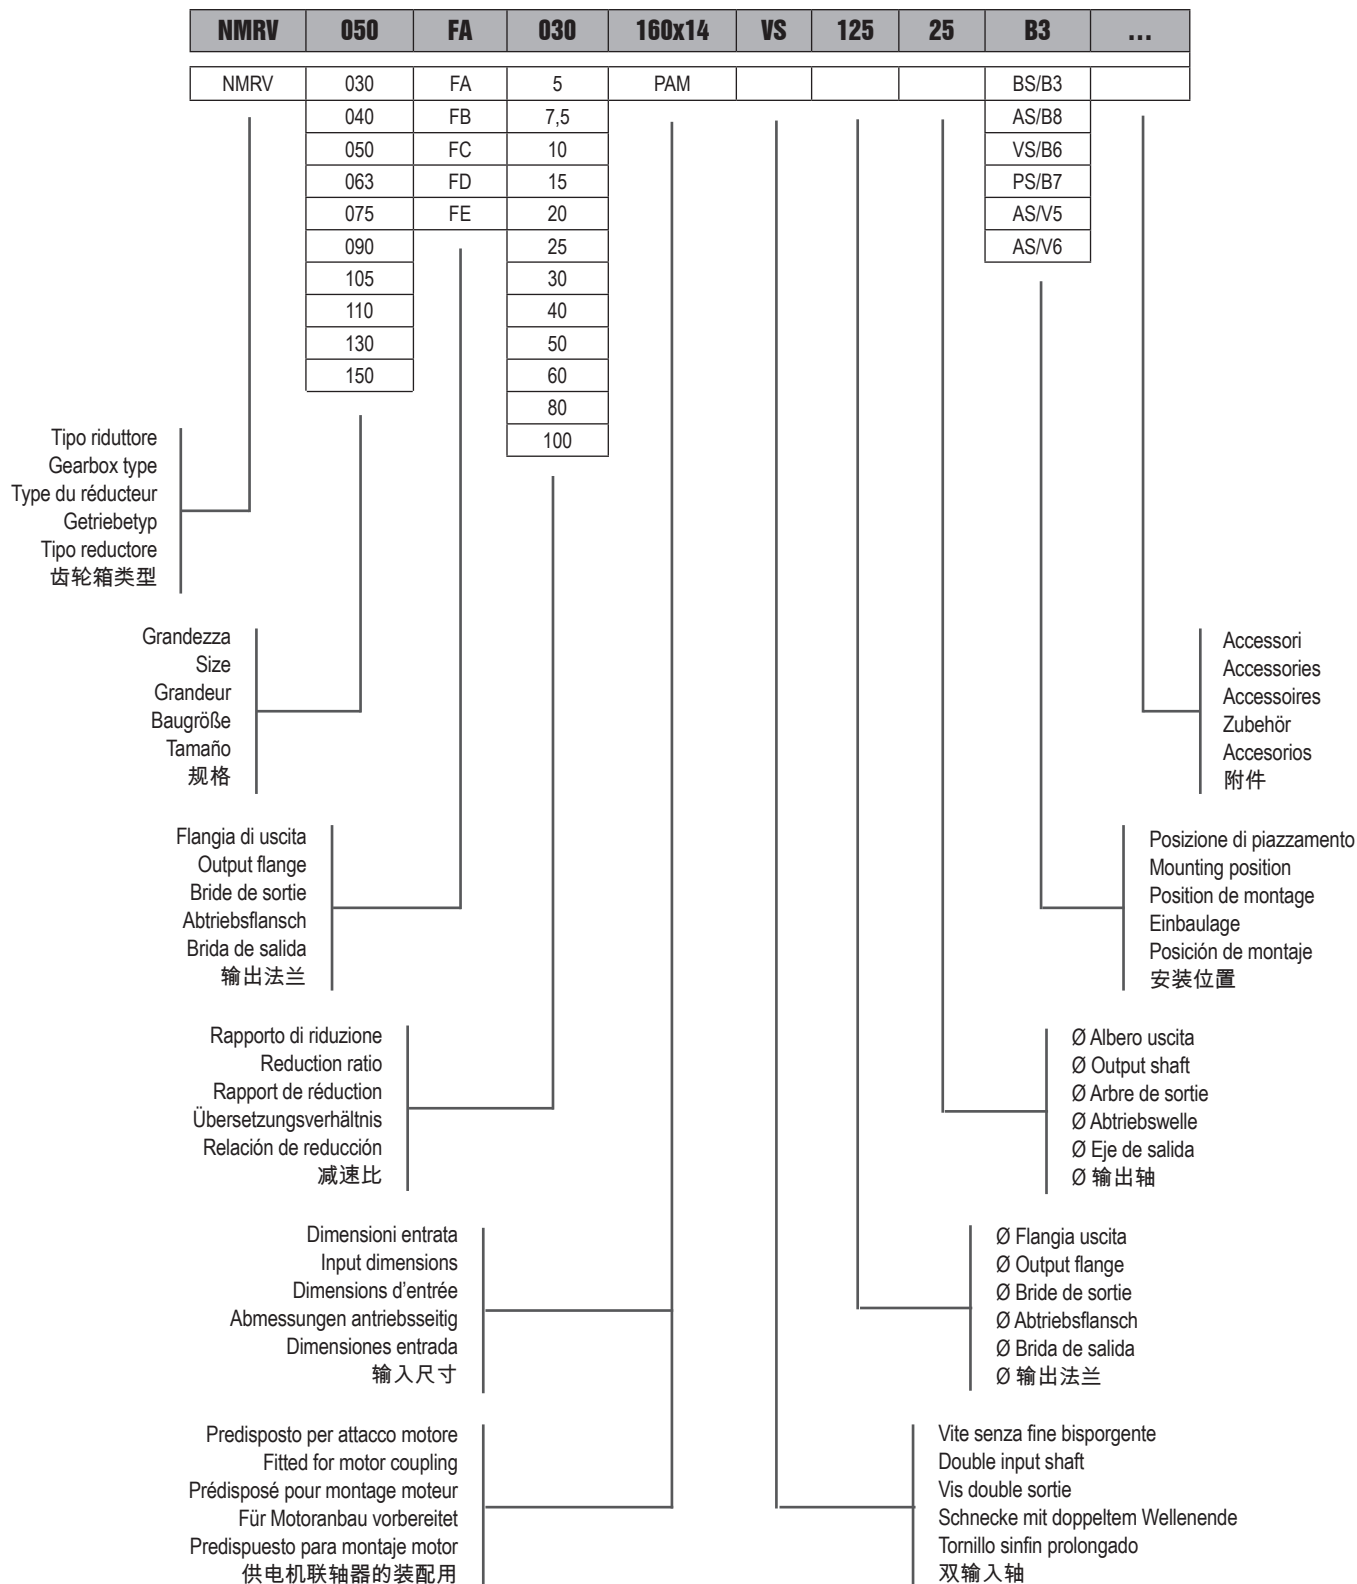 NMRV 050 FA 030 160x14 VS 125 25 B3 ...
NMRV 030 FA 5 PAM BS/B3
040 FB 7,5 AS/B8
050 FC 10 VS/B6
063 FD 15 PS/B7
075 FE 20 AS/V5
090 25 AS/V6
105 30
110 40
130 50
150 60
80
100
Tipo riduttore
Gearbox type
Type du réducteur
Getriebetyp
Tipo reductore
齿轮箱类型
Grandezza
Size
Grandeur
Baugröße
Tamaño
规格
Accessori
Accessories
Accessoires
Zubehör
Accesorios
附件
Flangia di uscita
Output flange
Bride de sortie
Abtriebsflansch
Brida de salida
输出法兰
Posizione di piazzamento
Mounting position
Position de montage
Einbaulage
Posición de montaje
安装位置
Rapporto di riduzione
Reduction ratio
Rapport de réduction
Übersetzungsverhältnis
Relación de reducción
减速比
Ø Albero uscita
Ø Output shaft
Ø Arbre de sortie
Ø Abtriebswelle
Ø Eje de salida
Ø 输出轴
Dimensioni entrata
Input dimensions
Dimensions d'entrée
Abmessungen antriebsseitig
Dimensiones entrada
输入尺寸
Ø Flangia uscita
Ø Output flange
Ø Bride de sortie
Ø Abtriebsflansch
Ø Brida de salida
Ø 输出法兰
Predisposto per attacco motore
Fitted for motor coupling
Prédisposé pour montage moteur
Für Motoranbau vorbereitet
Predispuesto para montaje motor
供电机联轴器的装配用
Vite senza fine bisporgente
Double input shaft
Vis double sortie
Schnecke mit doppeltem Wellenende
Tornillo sinfin prolongado
双输入轴